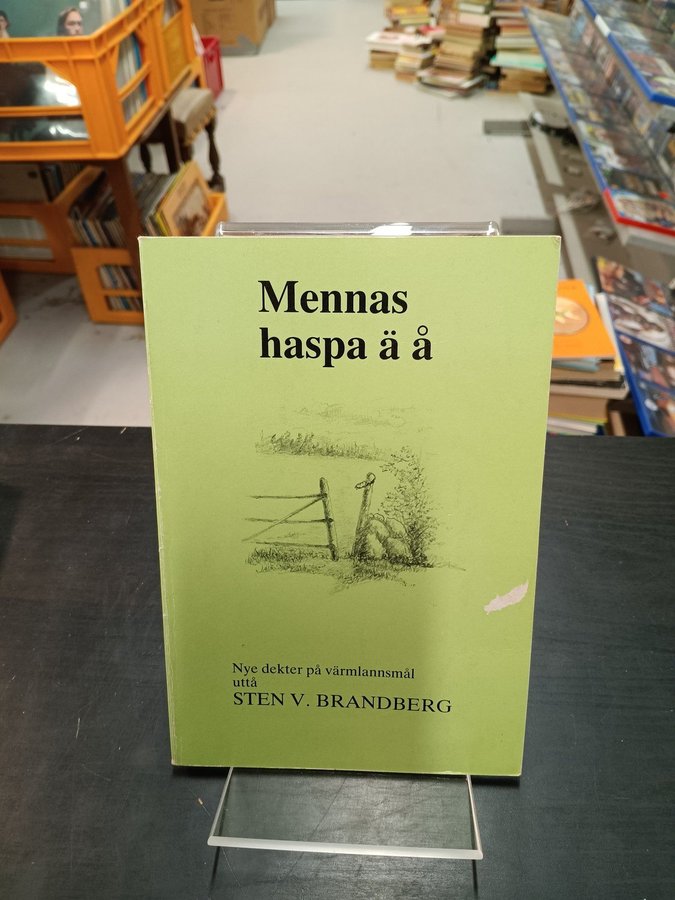 Mennas
haspa ä å
Nye dekter på värmlannsmål
uttå
STEN V. BRANDBERG